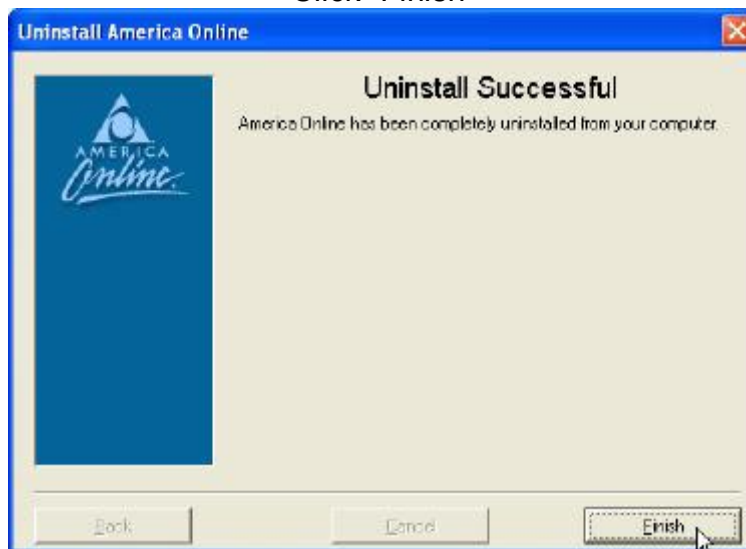 Uninstall America Online
Uninstall Successful
America Online has been completely uninstalled from your computer.
AMERICA
Online.
Back
Cancel
Finish